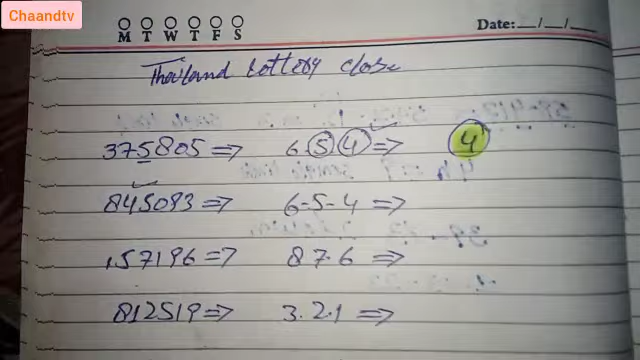 Chaandtv
M T W T F S
Date: __/__/__
Thailand Lottery close
375805 ⇒ 6 5 4 ⇒ 4
845093 ⇒ 6-5-4 ⇒
157196 ⇒ 8 7.6 ⇒
812519 ⇒ 3.2.1 ⇒